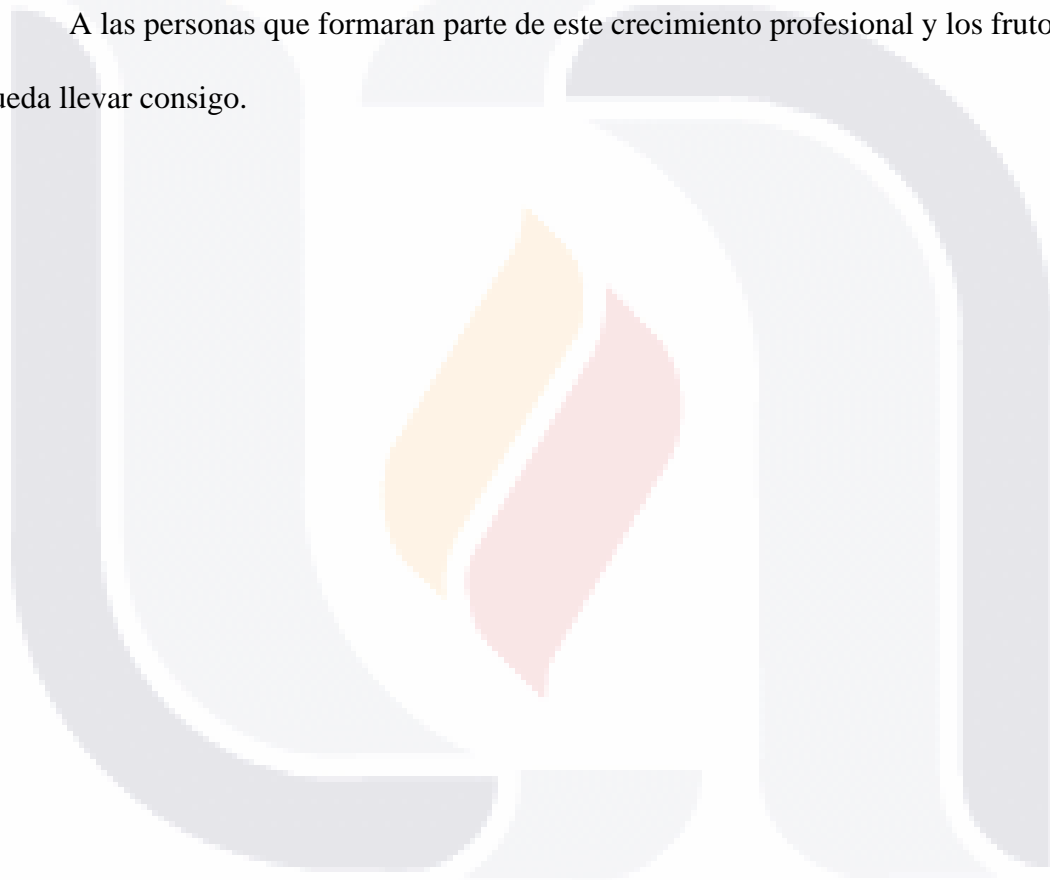 A las personas que formaran parte de este crecimiento profesional y los fruto
ueda llevar consigo.